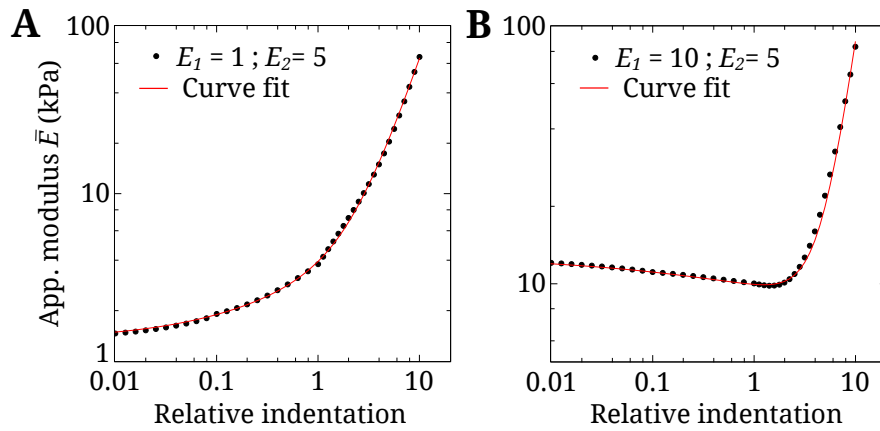 A
100
10
1
App. modulus Ē (kPa)
E₁ = 1 ; E₂= 5
Curve fit
0.01
0.1
1
10
Relative indentation
B
100
10
E₁ = 10 ; E₂= 5
Curve fit
0.01
0.1
1
10
Relative indentation